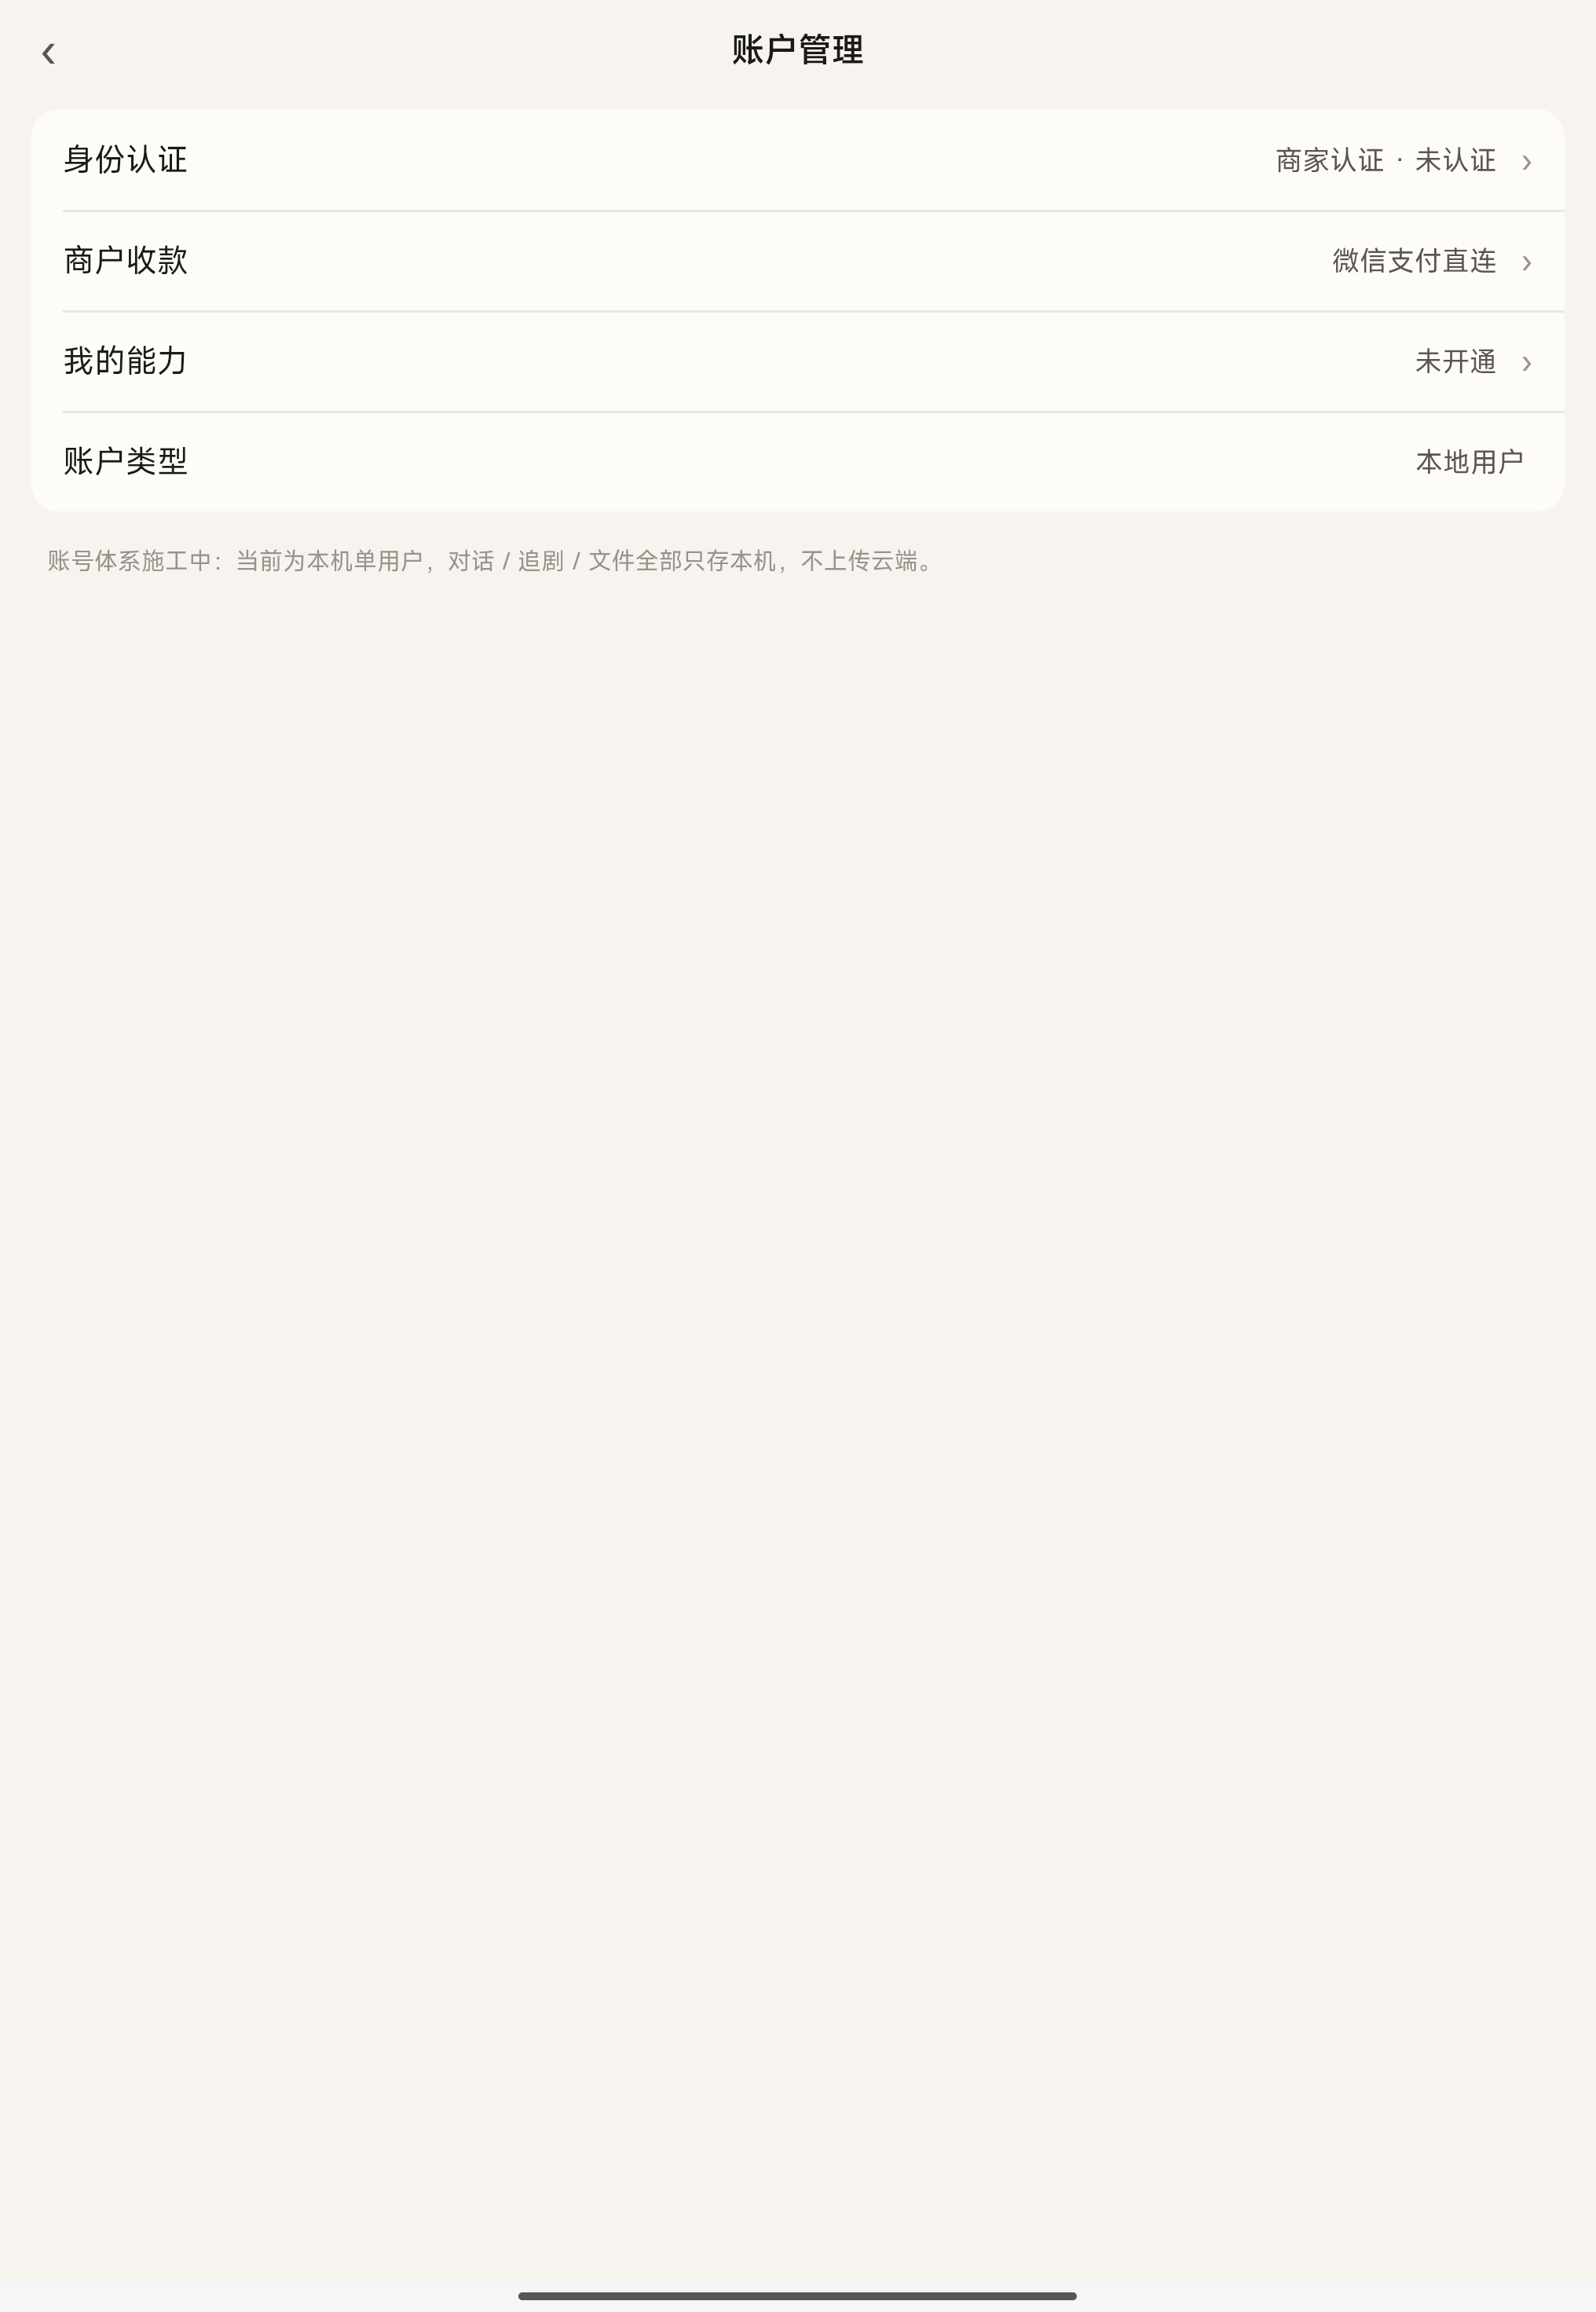 账户管理
身份认证 商家认证 · 未认证
商户收款 微信支付直连
我的能力 未开通
账户类型 本地用户
账号体系施工中：当前为本机单用户，对话 / 追剧 / 文件全部只存本机，不上传云端。